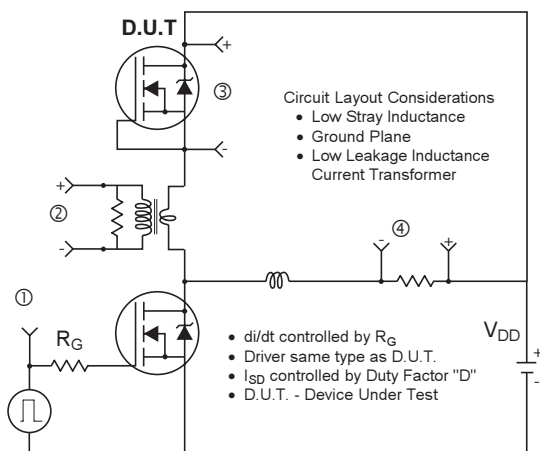 D.U.T
+
③
-
Circuit Layout Considerations
• Low Stray Inductance
• Ground Plane
• Low Leakage Inductance
Current Transformer
+
②
-
④
-
+
①
R_G
V_DD
+
-
• di/dt controlled by R_G
• Driver same type as D.U.T.
• I_SD controlled by Duty Factor "D"
• D.U.T. - Device Under Test